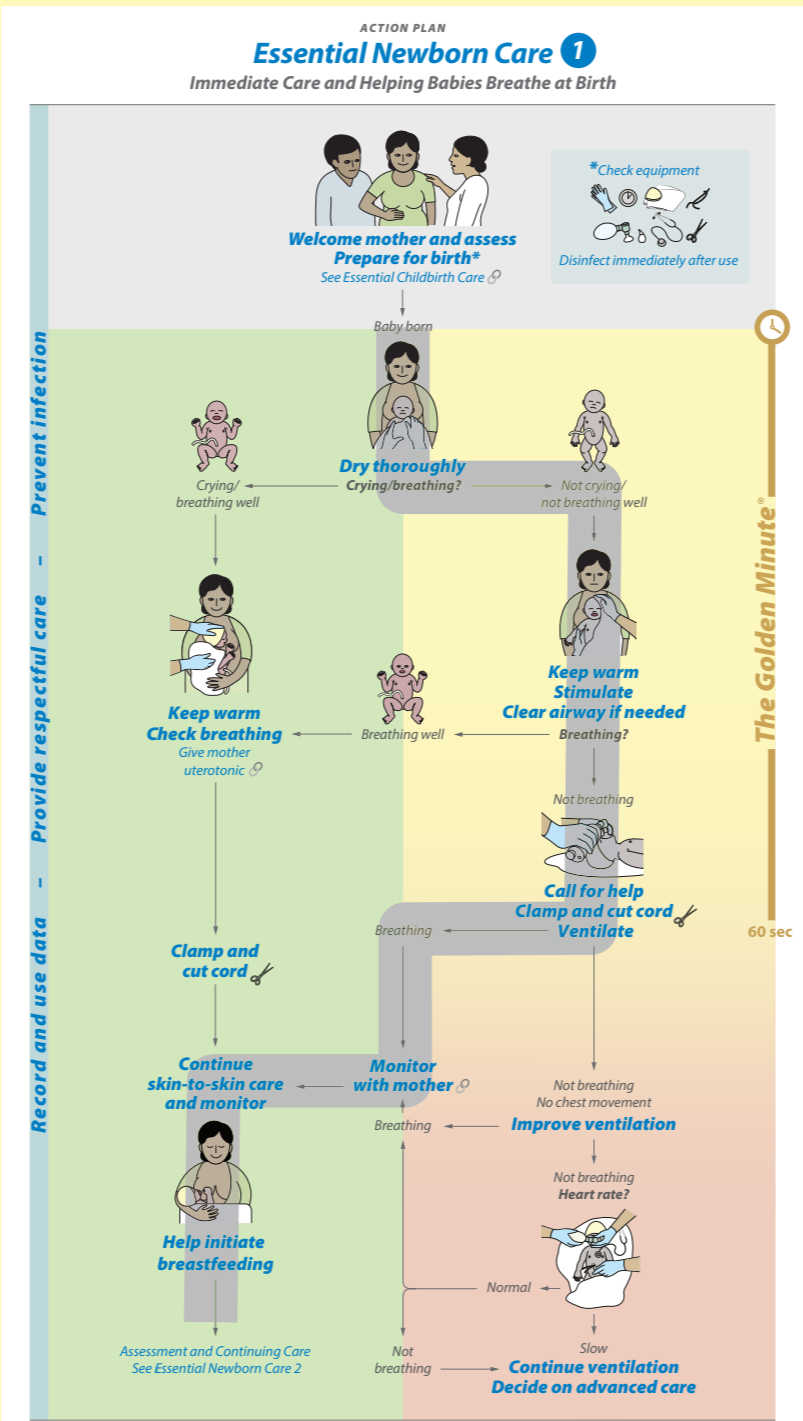 ACTION PLAN
Essential Newborn Care 1
Immediate Care and Helping Babies Breathe at Birth
*Check equipment
Disinfect immediately after use
Welcome mother and assess
Prepare for birth*
See Essential Childbirth Care
Baby born
Dry thoroughly
Crying/breathing?
Crying/
breathing well
Not crying/
not breathing well
Keep warm
Stimulate
Clear airway if needed
Breathing?
Breathing well
Keep warm
Check breathing
Give mother
uterotonic
Not breathing
Call for help
Clamp and cut cord
Ventilate
Breathing
Clamp and
cut cord
Continue
skin-to-skin care
and monitor
Monitor
with mother
Not breathing
No chest movement
Improve ventilation
Breathing
Not breathing
Heart rate?
Help initiate
breastfeeding
Normal
Slow
Assessment and Continuing Care
See Essential Newborn Care 2
Not
breathing
Continue ventilation
Decide on advanced care
Record and use data – Provide respectful care – Prevent infection
The Golden Minute®
60 sec